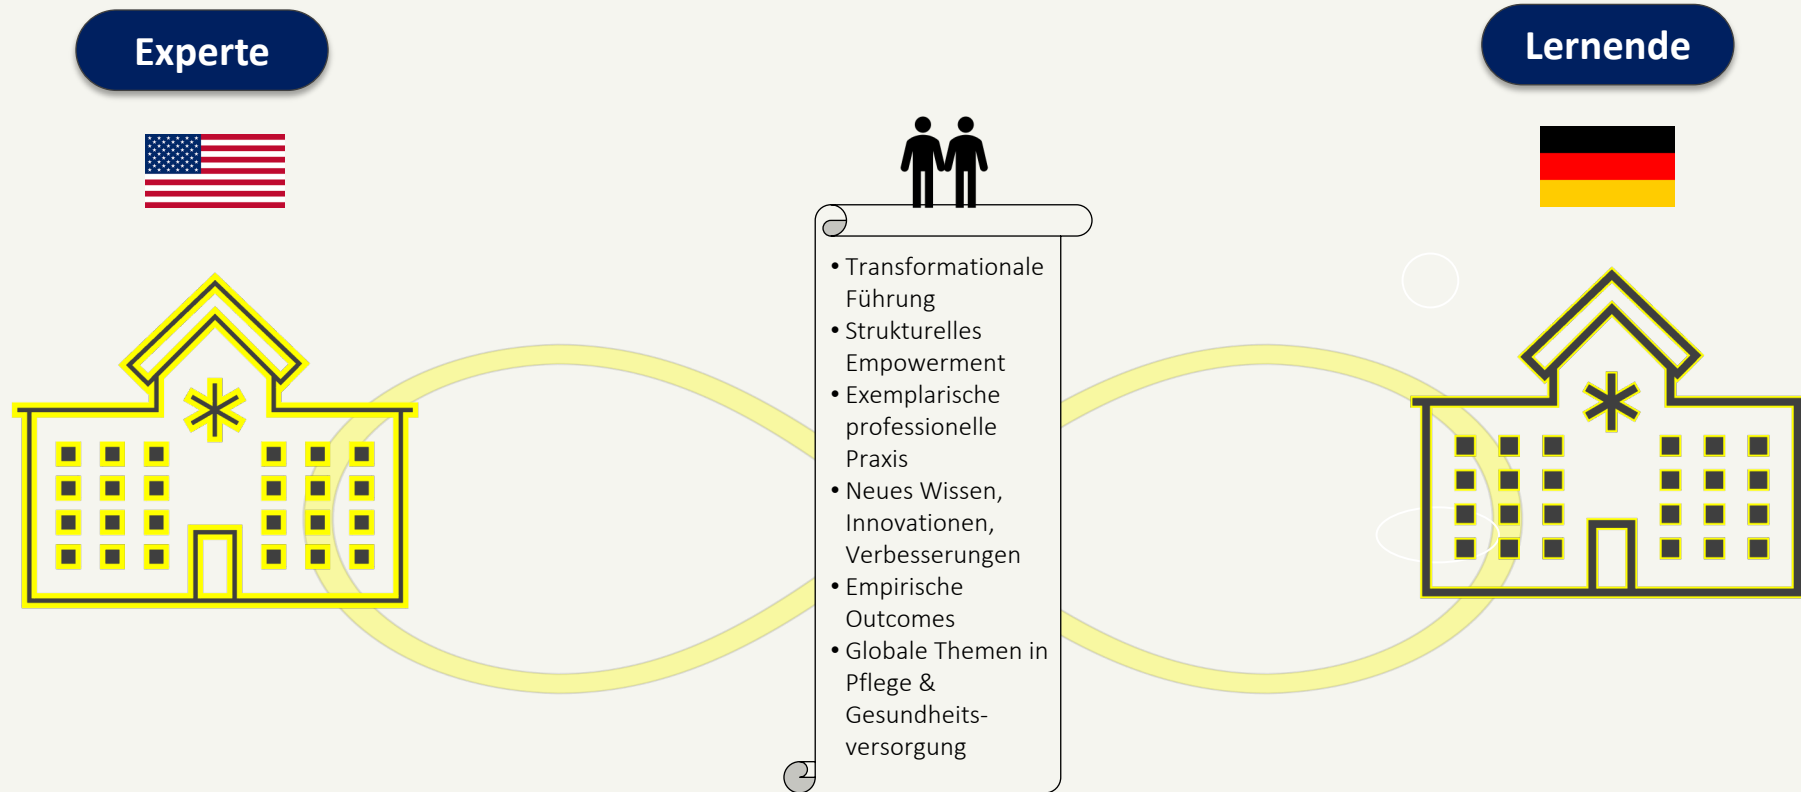 Experte
Lernende
• Transformationale
Führung
• Strukturelles
Empowerment
• Exemplarische
professionelle
Praxis
• Neues Wissen,
Innovationen,
Verbesserungen
• Empirische
Outcomes
• Globale Themen in
Pflege &
Gesundheits-
versorgung